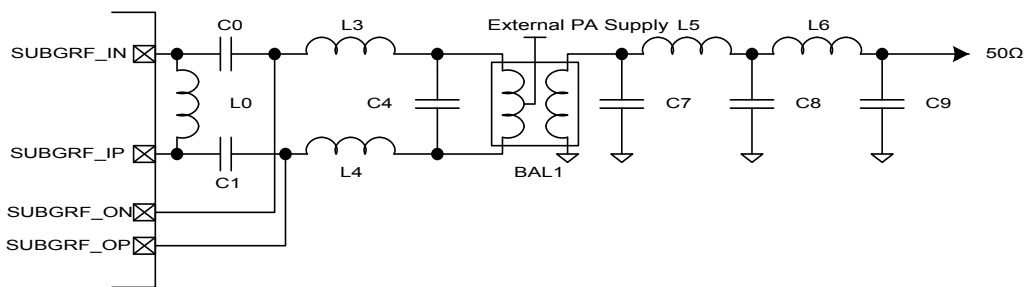 C0
L3
External PA Supply
L5
L6
SUBGRF_IN
50Ω
L0
C4
C7
C8
C9
SUBGRF_IP
C1
L4
BAL1
SUBGRF_ON
SUBGRF_OP